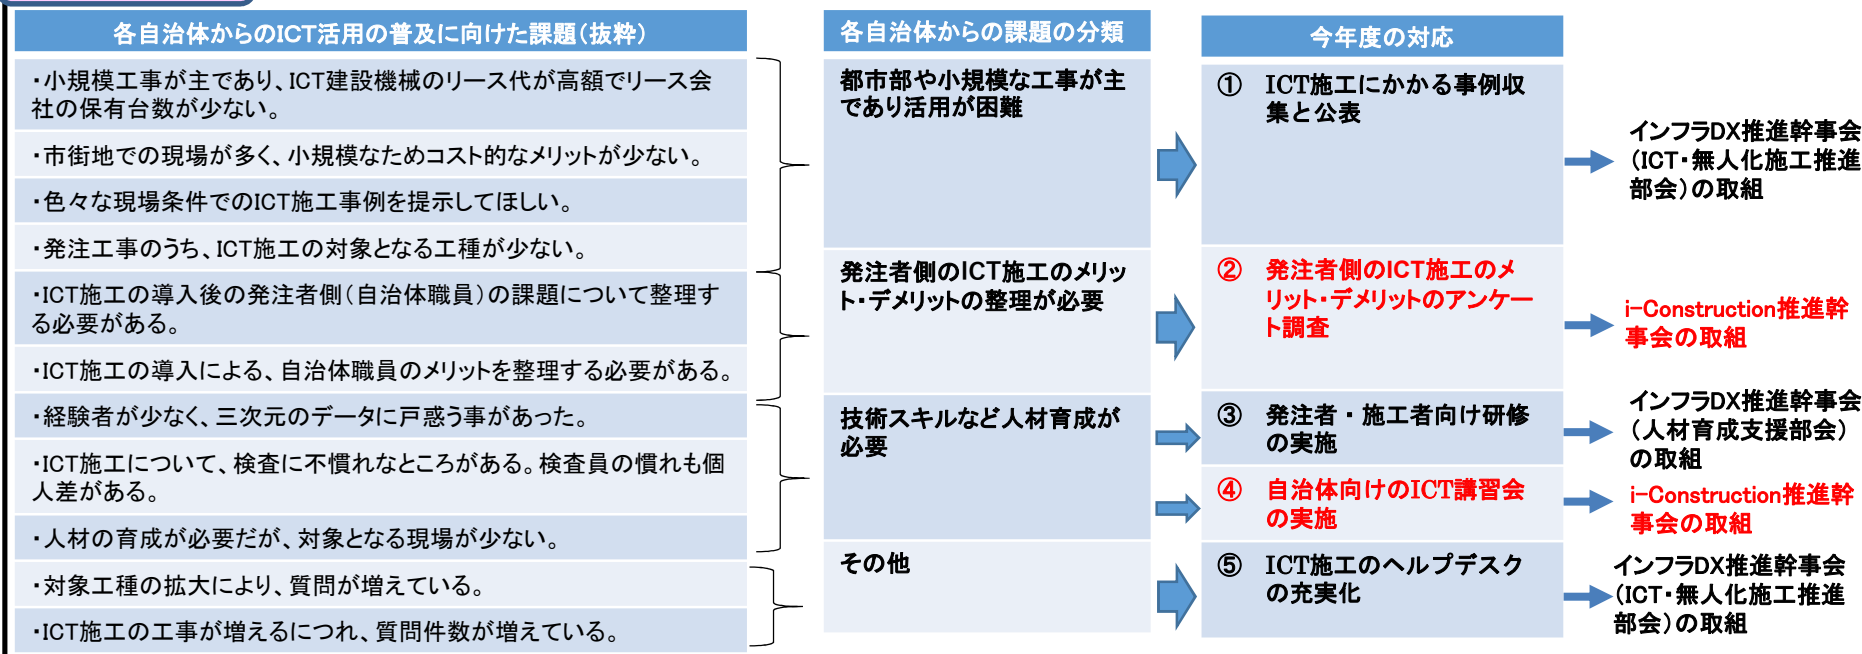 各自治体からのICT活用の普及に向けた課題(抜粋)
・小規模工事が主であり、ICT建設機械のリース代が高額でリース会
社の保有台数が少ない。
・市街地での現場が多く、小規模なためコスト的なメリットが少ない。
・色々な現場条件でのICT施工事例を提示してほしい。
・発注工事のうち、ICT施工の対象となる工種が少ない。
・ICT施工の導入後の発注者側(自治体職員)の課題について整理す
る必要がある。
・ICT施工の導入による、自治体職員のメリットを整理する必要がある。
・経験者が少なく、三次元のデータに戸惑う事があった。
・ICT施工について、検査に不慣れなところがある。検査員の慣れも個
人差がある。
・人材の育成が必要だが、対象となる現場が少ない。
・対象工種の拡大により、質問が増えている。
・ICT施工の工事が増えるにつれ、質問件数が増えている。
各自治体からの課題の分類
都市部や小規模な工事が主
であり活用が困難
発注者側のICT施工のメリッ
ト・デメリットの整理が必要
技術スキルなど人材育成が
必要
その他
今年度の対応
① ICT施工にかかる事例収
集と公表
② 発注者側のICT施工のメ
リット・デメリットのアンケー
ト調査
③ 発注者・施工者向け研修
の実施
④ 自治体向けのICT講習会
の実施
⑤ ICT施工のヘルプデスク
の充実化
インフラDX推進幹事会
(ICT・無人化施工推進
部会)の取組
i-Construction推進幹
事会の取組
インフラDX推進幹事会
(人材育成支援部会)
の取組
i-Construction推進幹
事会の取組
インフラDX推進幹事会
(ICT・無人化施工推進
部会)の取組